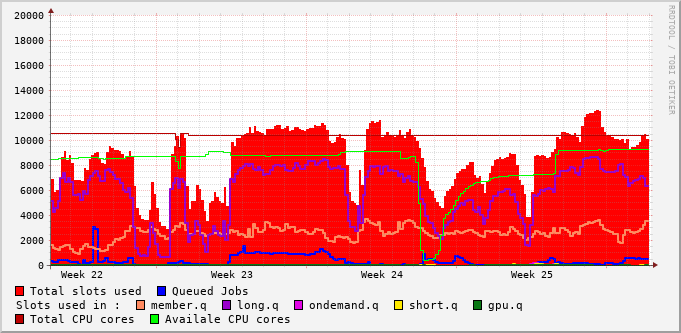 RRDTOOL / TOBI OETIKER
20000
18000
16000
14000
12000
10000
8000
6000
4000
2000
0
Week 22 Week 23 Week 24 Week 25
Total slots used Queued Jobs
Slots used in : member.q long.q ondemand.q short.q gpu.q
Total CPU cores Availale CPU cores